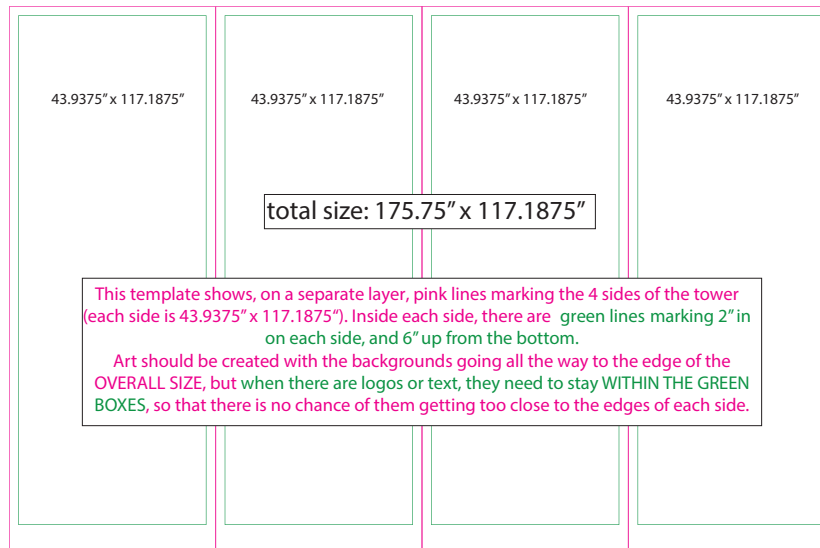 43.9375” x 117.1875”
43.9375” x 117.1875”
43.9375” x 117.1875”
43.9375” x 117.1875”
total size: 175.75” x 117.1875”
This template shows, on a separate layer, pink lines marking the 4 sides of the tower
(each side is 43.9375” x 117.1875“). Inside each side, there are green lines marking 2” in
on each side, and 6” up from the bottom.
Art should be created with the backgrounds going all the way to the edge of the
OVERALL SIZE, but when there are logos or text, they need to stay WITHIN THE GREEN
BOXES, so that there is no chance of them getting too close to the edges of each side.